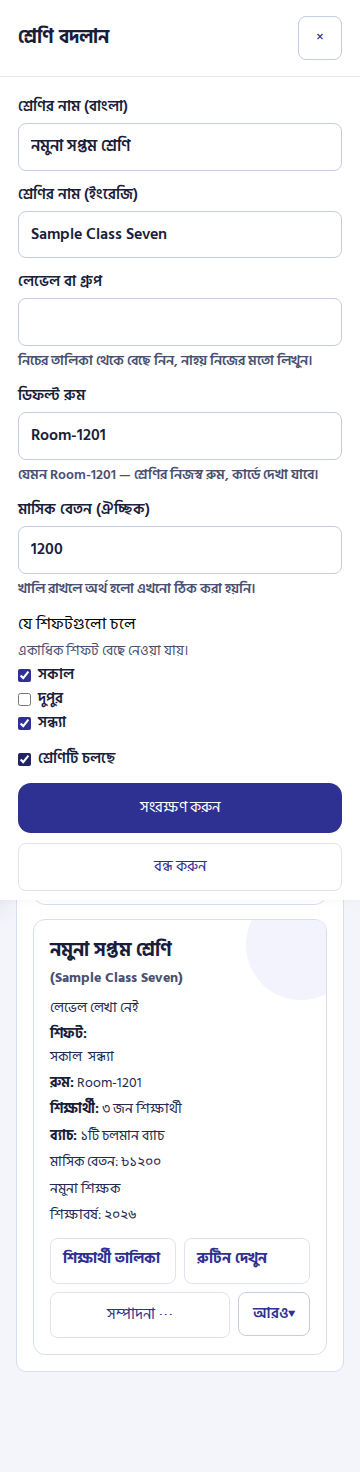 শ্রেণি বদলান
×
শ্রেণির নাম (বাংলা)
নমুনা সপ্তম শ্রেণি
শ্রেণির নাম (ইংরেজি)
Sample Class Seven
লেভেল বা গ্রুপ
নিচের তালিকা থেকে বেছে নিন, নাহয় নিজের মতো লিখুন।
ডিফল্ট রুম
Room-1201
যেমন Room-1201 — শ্রেণির নিজস্ব রুম, কার্ডে দেখা যাবে।
মাসিক বেতন (ঐচ্ছিক)
1200
খালি রাখলে অর্থ হলো এখনো ঠিক করা হয়নি।
যে শিফটগুলো চলে
একাধিক শিফট বেছে নেওয়া যায়।
সকাল
দুপুর
সন্ধ্যা
শ্রেণিটি চলছে
সংরক্ষণ করুন
বন্ধ করুন
নমুনা সপ্তম শ্রেণি
(Sample Class Seven)
লেভেল লেখা নেই
শিফট:
সকাল সন্ধ্যা
রুম: Room-1201
শিক্ষার্থী: ৩ জন শিক্ষার্থী
ব্যাচ: ১টি চলমান ব্যাচ
মাসিক বেতন: ৳১২০০
নমুনা শিক্ষক
শিক্ষাবর্ষ: ২০২৬
শিক্ষার্থী তালিকা
রুটিন দেখুন
সম্পাদনা ⋯
আরও▾